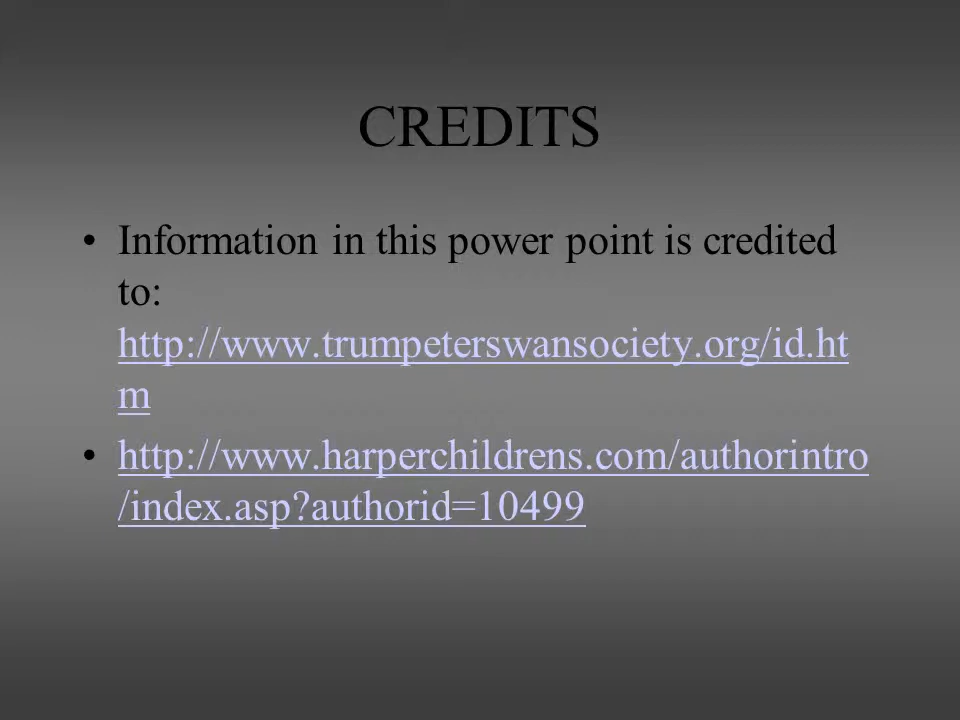 CREDITS
• Information in this power point is credited
to:
http://www.trumpeterswansociety.org/id.ht
m
• http://www.harperchildrens.com/authorintro
/index.asp?authorid=10499